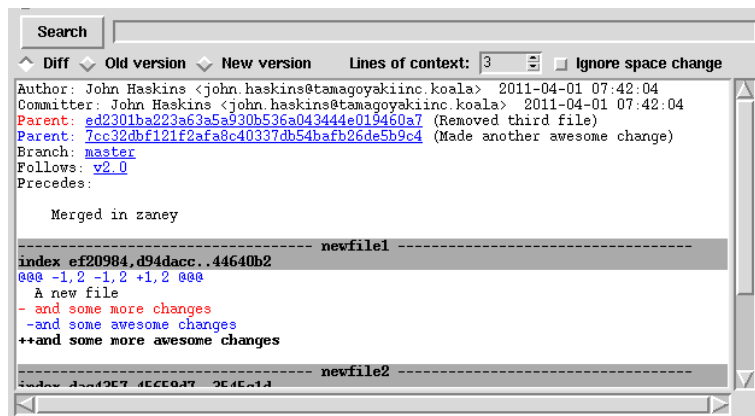 Search
Diff Old version New version Lines of context: 3 Ignore space change
Author: John Haskins <john.haskins@tamagoyakiinc.koala> 2011-04-01 07:42:04
Committer: John Haskins <john.haskins@tamagoyakiinc.koala> 2011-04-01 07:42:04
Parent: ed2301ba223a63a5a930b536a043444e019460a7 (Removed third file)
Parent: 7cc32dbf121f2afa8c40337db54bafb26de5b9c4 (Made another awesome change)
Branch: master
Follows: v2.0
Precedes:
Merged in zaney
----------------------------------- newfile1 -----------------------------------
index ef20984,d94dacc..44640b2
@@@ -1,2 -1,2 +1,2 @@@
A new file
- and some more changes
-and some awesome changes
++and some more awesome changes
----------------------------------- newfile2 -----------------------------------
index